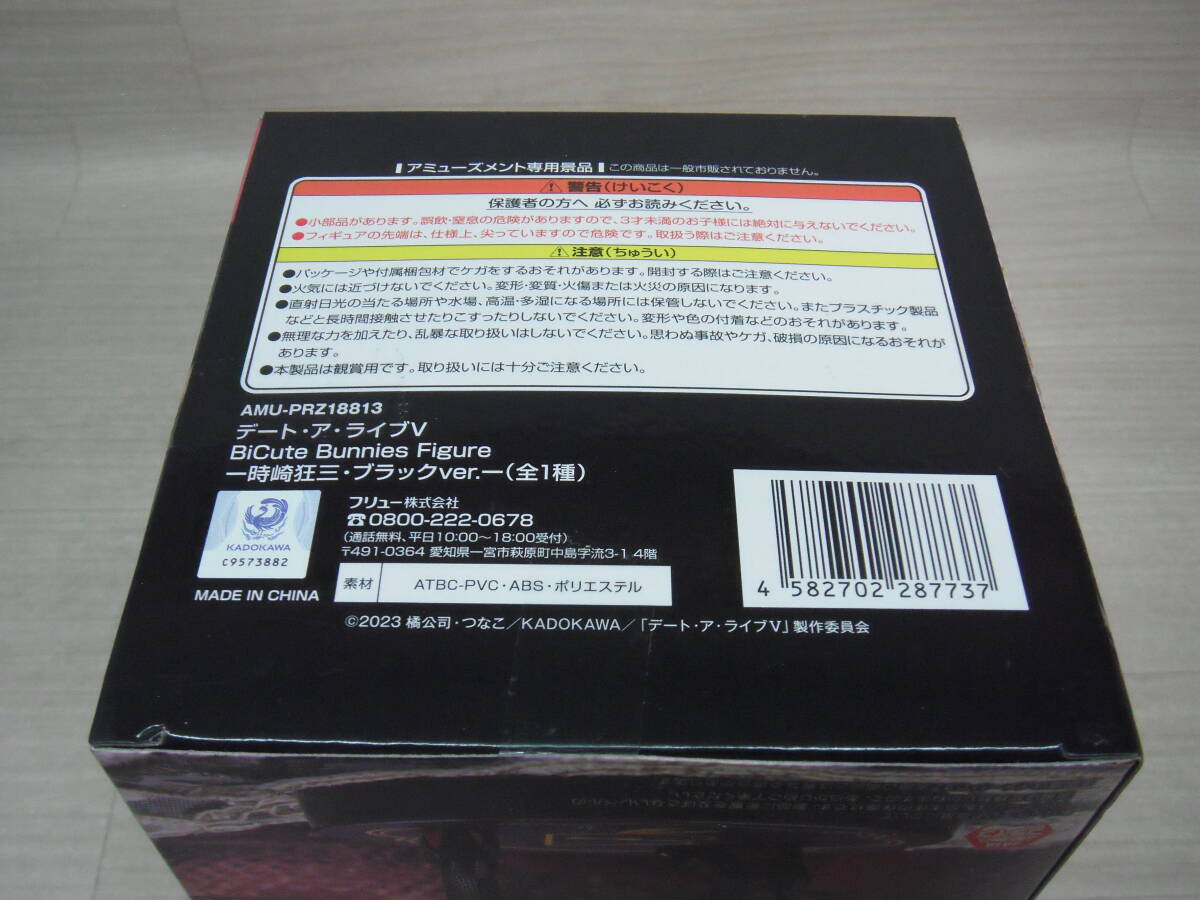 アミューズメント専用景品 この商品は一般市販されておりません。
⚠警告(けいこく)
保護者の方へ 必ずお読みください。
●小部品があります。誤飲・窒息の危険がありますので、3才未満のお子様には絶対に与えないでください。
●フィギュアの先端は、仕様上、尖っていますので危険です。取扱う際はご注意ください。
⚠注意(ちゅうい)
●パッケージや付属梱包材でケガをするおそれがあります。開封する際はご注意ください。
●火気には近づけないでください。変形・変質・火傷または火災の原因になります。
●直射日光の当たる場所や水場、高温・多湿になる場所には保管しないでください。またプラスチック製品
などと長時間接触させたりこすったりしないでください。変形や色の付着などのおそれがあります。
●無理な力を加えたり、乱暴な取り扱いはしないでください。思わぬ事故やケガ、破損の原因になるおそれが
あります。
●本製品は観賞用です。取り扱いには十分ご注意ください。
AMU-PRZ18813
デート・ア・ライブV
BiCute Bunnies Figure
ー時崎狂三・ブラックver.ー(全1種)
KADOKAWA
C9573882
MADE IN CHINA
フリュー株式会社
☎0800-222-0678
(通話無料、平日10:00〜18:00受付)
〒491-0364 愛知県一宮市萩原町中島字流3-1 4階
素材 ATBC-PVC・ABS・ポリエステル
4 582702 287737
©2023 橘公司・つなこ/KADOKAWA/「デート・ア・ライブV」製作委員会